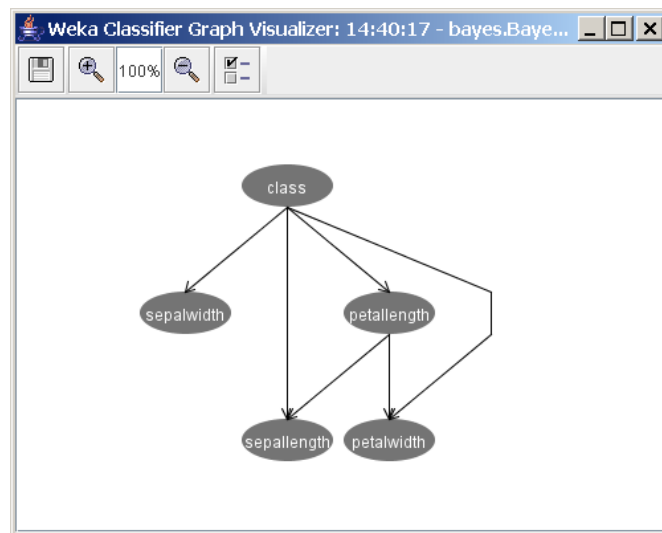 Weka Classifier Graph Visualizer: 14:40:17 - bayes.Baye...
100%
class
sepalwidth
petallength
sepallength
petalwidth